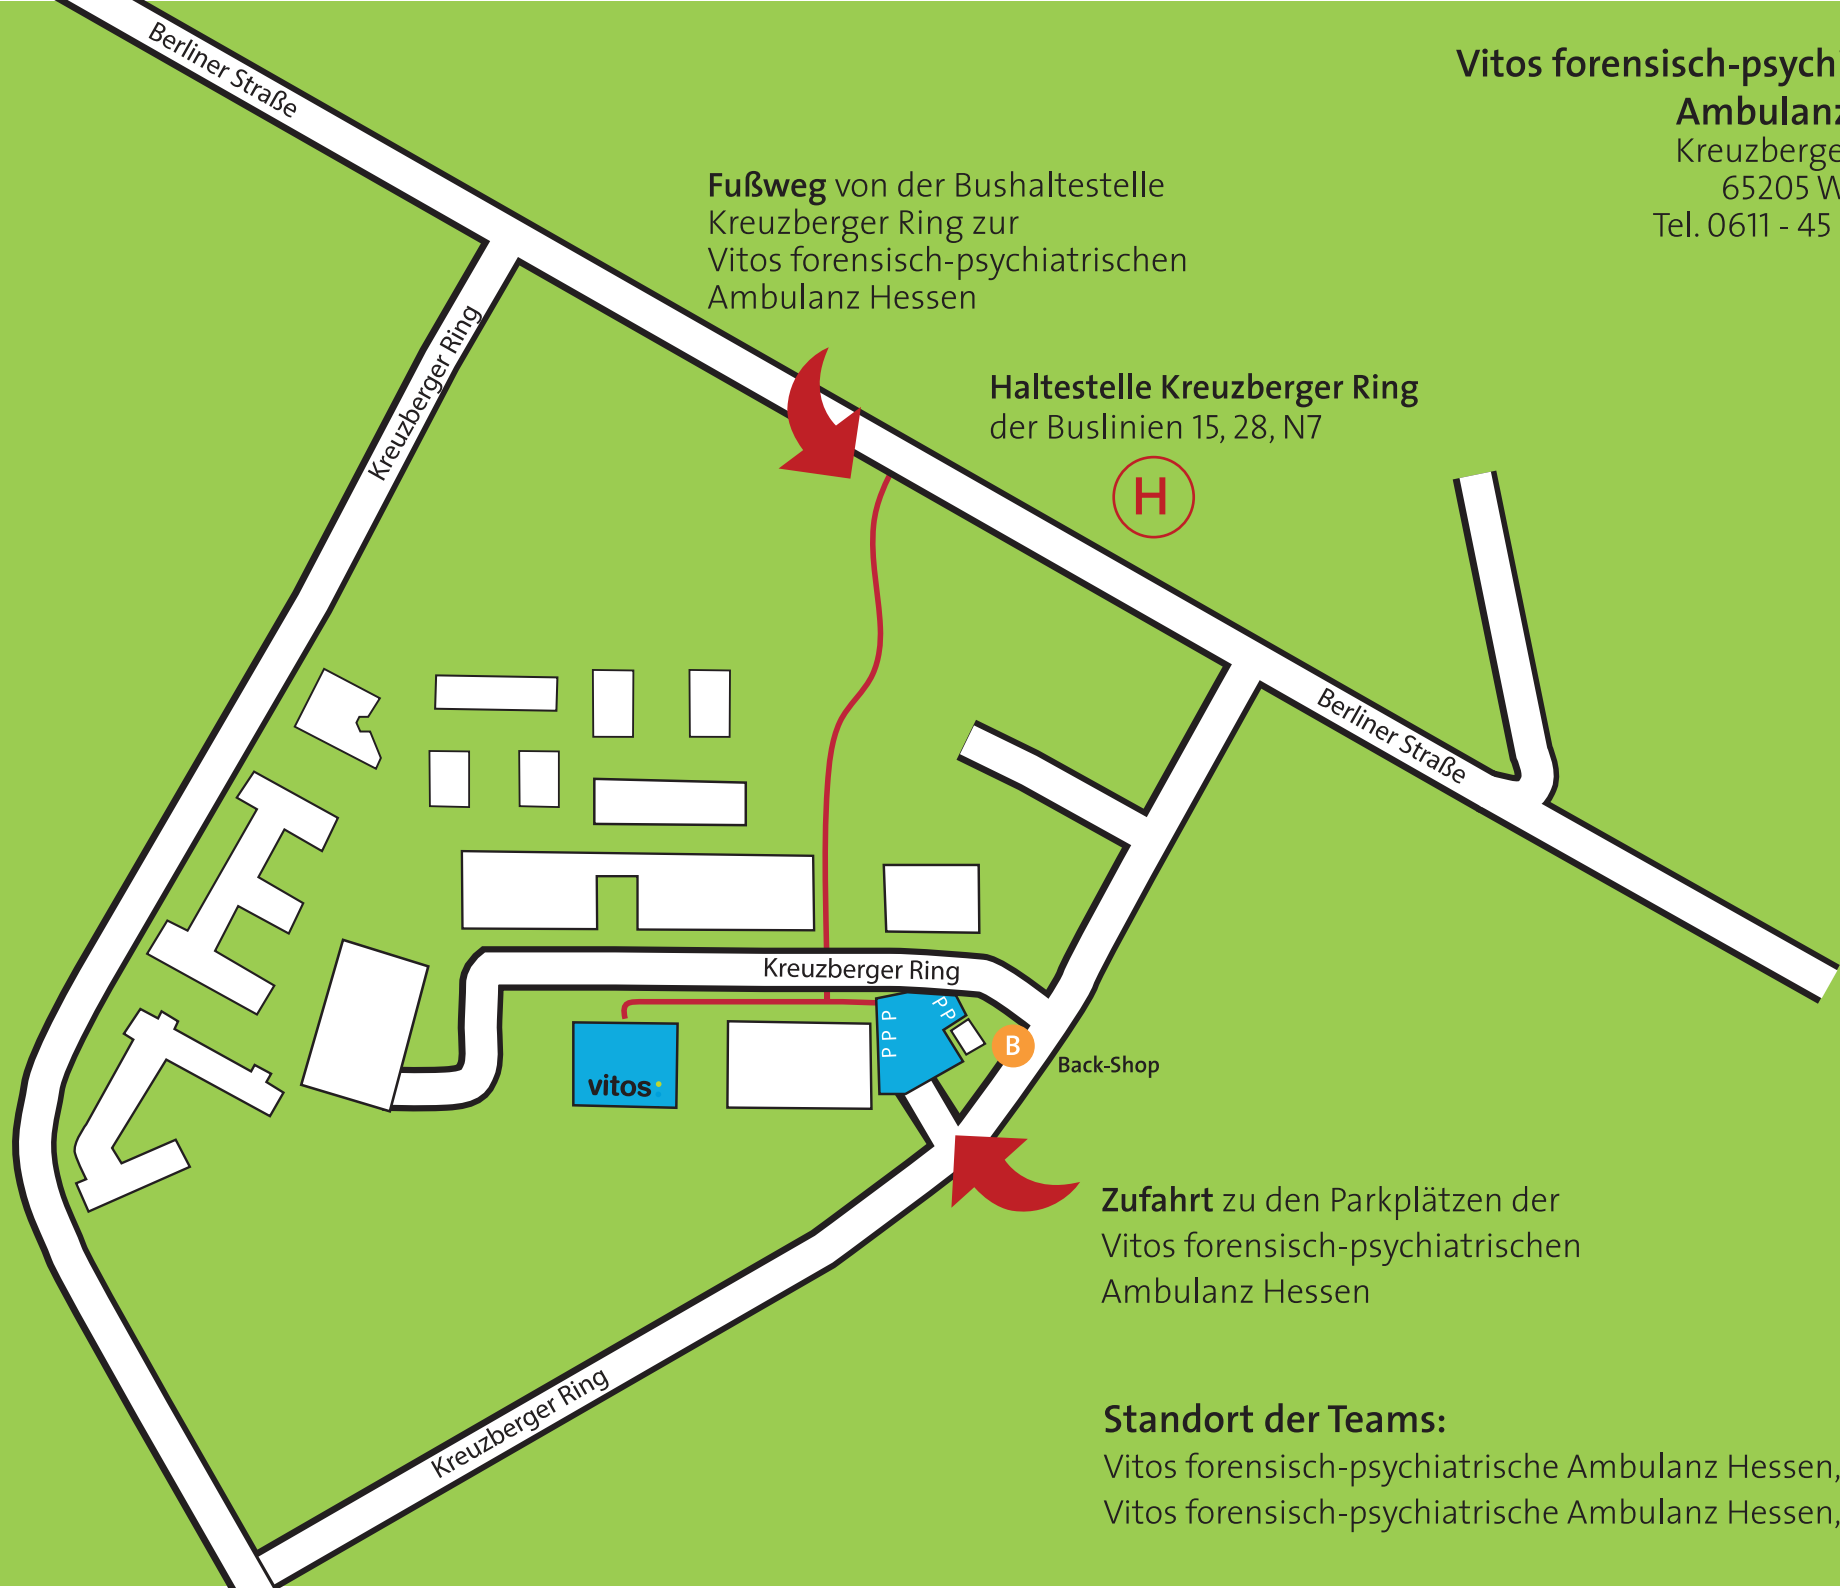 Berliner Straße
Vitos forensisch-psych
Ambulanz
Kreuzberge
65205 W
Tel. 0611 - 45
Fußweg von der Bushaltestelle
Kreuzberger Ring zur
Vitos forensisch-psychiatrischen
Ambulanz Hessen
Kreuzberger Ring
Haltestelle Kreuzberger Ring
der Buslinien 15, 28, N7
H
Berliner Straße
Kreuzberger Ring
P P
P P P
B
Back-Shop
vitos:
Zufahrt zu den Parkplätzen der
Vitos forensisch-psychiatrischen
Ambulanz Hessen
Kreuzberger Ring
Standort der Teams:
Vitos forensisch-psychiatrische Ambulanz Hessen,
Vitos forensisch-psychiatrische Ambulanz Hessen,